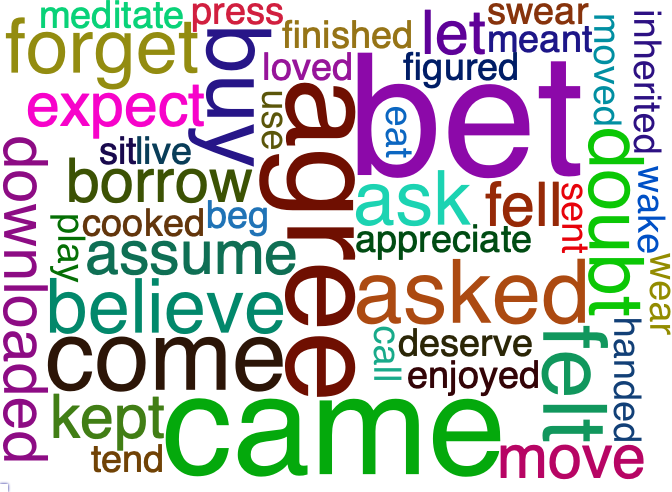 meditate
press
swear
finished
let
meant
forget
buy
loved
figured
moved
inherited
expect
use
agree
bet
eat
sit
live
borrow
ask
fell
sent
doubt
wake
downloaded
play
cooked
beg
appreciate
wear
assume
believe
asked
come
call
deserve
enjoyed
felt
handed
kept
came
tend
move